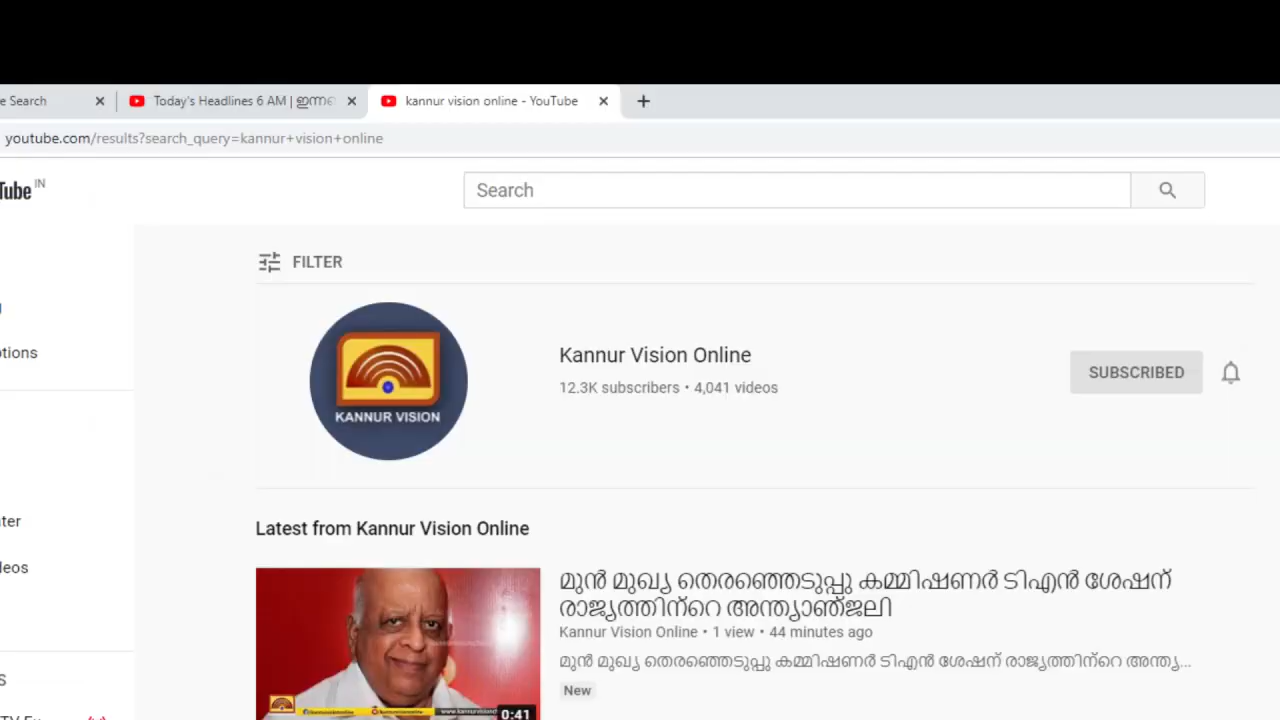 e Search
Today's Headlines 6 AM | ഇന്നത
kannur vision online - YouTube
youtube.com/results?search_query=kannur+vision+online
Tube IN
Search
FILTER
KANNUR VISION
Kannur Vision Online
12.3K subscribers • 4,041 videos
SUBSCRIBED
otions
ter
leos
S
Latest from Kannur Vision Online
മുൻ മുഖ്യ തെരഞ്ഞെടുപ്പു കമ്മിഷണർ ടിഎൻ ശേഷന്
രാജ്യത്തിന്റെ അന്ത്യാഞ്ജലി
Kannur Vision Online • 1 view • 44 minutes ago
മുൻ മുഖ്യ തെരഞ്ഞെടുപ്പു കമ്മിഷണർ ടിഎൻ ശേഷന് രാജ്യത്തിന്റെ അന്ത്യ...
New
0:41